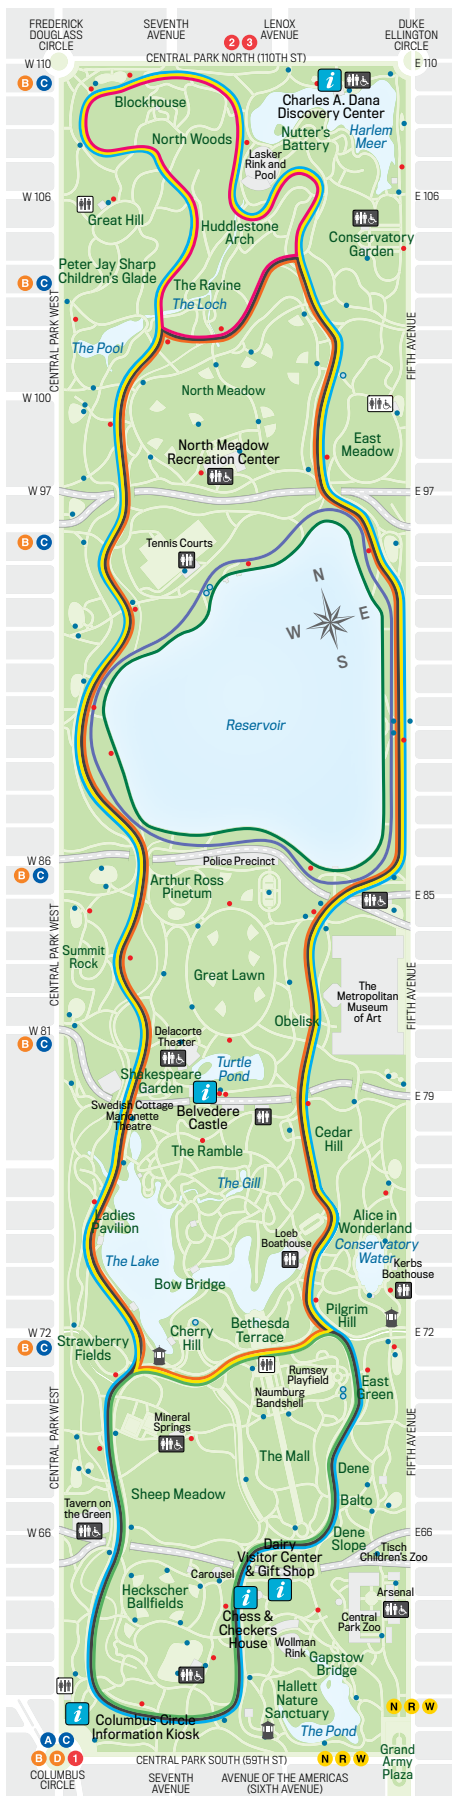 FREDERICK
DOUGLASS
CIRCLE
SEVENTH
AVENUE
LENOX
AVENUE
DUKE
ELLINGTON
CIRCLE
2 3
CENTRAL PARK NORTH (110TH ST)
W 110
E 110
B C
Blockhouse
i
Charles A. Dana
Discovery Center
North Woods
Nutter's
Battery
Harlem
Meer
Lasker
Rink and
Pool
W 106
E 106
Great Hill
Huddlestone
Arch
Conservatory
Garden
Peter Jay Sharp
Children's Glade
B C
The Ravine
The Loch
CENTRAL PARK WEST
FIFTH AVENUE
The Pool
North Meadow
W 100
North Meadow
Recreation Center
East
Meadow
W 97
E 97
B C
Tennis Courts
N
E
W
S
Reservoir
Police Precinct
W 86
B C
Arthur Ross
Pinetum
E 85
CENTRAL PARK WEST
FIFTH AVENUE
Summit
Rock
Great Lawn
The
Metropolitan
Museum
of Art
Obelisk
W 81
B C
Delacorte
Theater
Turtle
Pond
Shakespeare
Garden
i
E 79
Swedish Cottage
Marionette
Theatre
Belvedere
Castle
Cedar
Hill
The Ramble
The Gill
Ladies
Pavilion
Alice in
Wonderland
Loeb
Boathouse
Conservatory
Water
The Lake
Kerbs
Boathouse
Bow Bridge
Pilgrim
Hill
Cherry
Hill
Bethesda
Terrace
W 72
E 72
B C
Strawberry
Fields
Rumsey
Playfield
East
Green
Naumburg
Bandshell
CENTRAL PARK WEST
FIFTH AVENUE
Mineral
Springs
The Mall
Dene
Sheep Meadow
Balto
Tavern on
the Green
W 66
E66
Dene
Slope
Dairy
Visitor Center
& Gift Shop
Tisch
Children's Zoo
Carousel
i
i
Heckscher
Ballfields
Arsenal
Chess &
Checkers
House
Central
Park Zoo
Wollman
Rink
Gapstow
Bridge
Hallett
Nature
Sanctuary
N R W
i
Columbus Circle
Information Kiosk
The Pond
A C
B D 1
CENTRAL PARK SOUTH (59TH ST)
N R W
Grand
Army
Plaza
COLUMBUS
CIRCLE
SEVENTH
AVENUE
AVENUE OF THE AMERICAS
(SIXTH AVENUE)